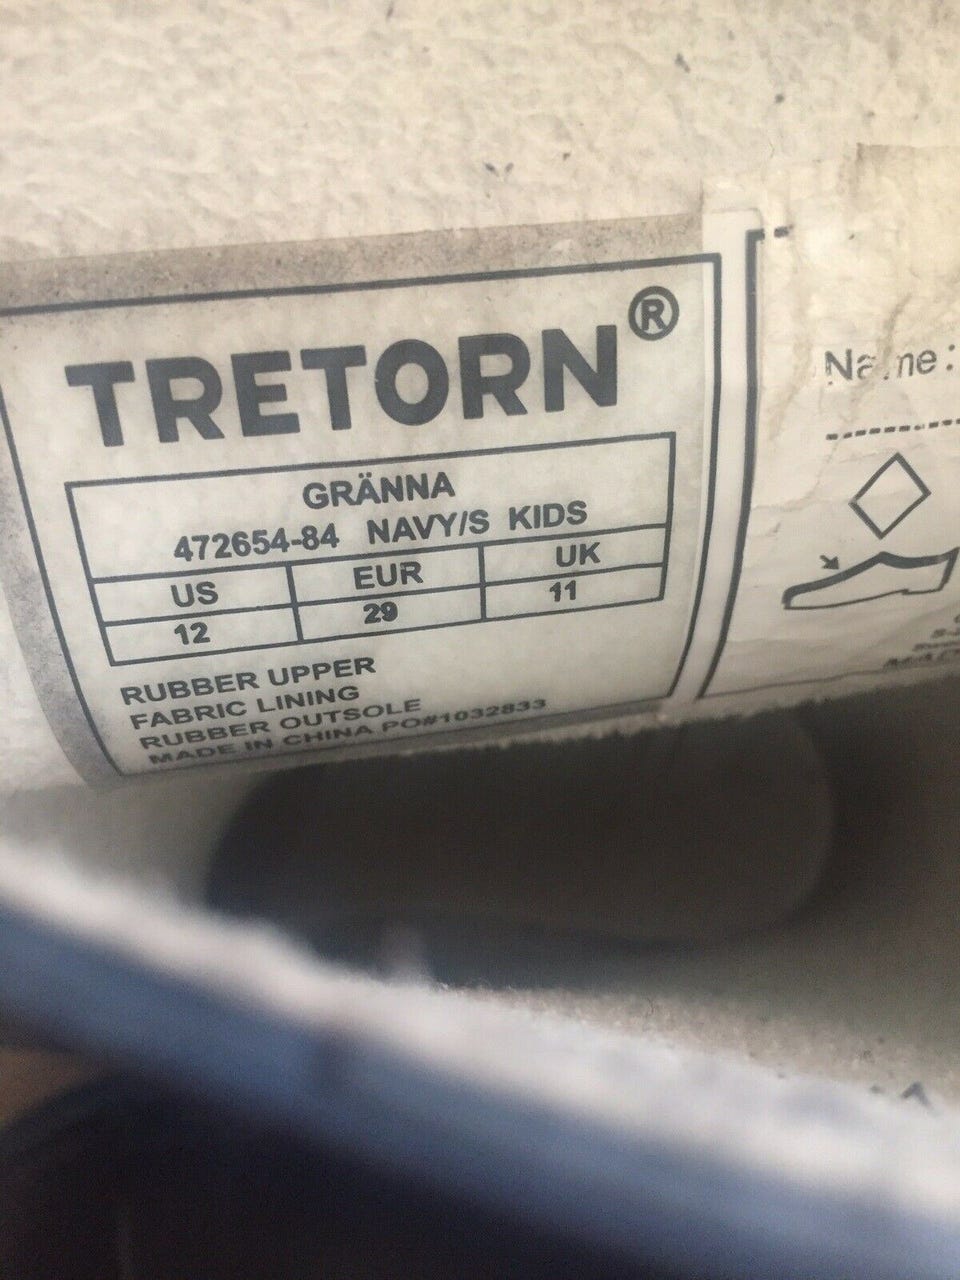 TRETORN®
GRÄNNA
472654-84 NAVY/S KIDS
US EUR UK
12 29 11
RUBBER UPPER
FABRIC LINING
RUBBER OUTSOLE
MADE IN CHINA PO#1032833
Name: